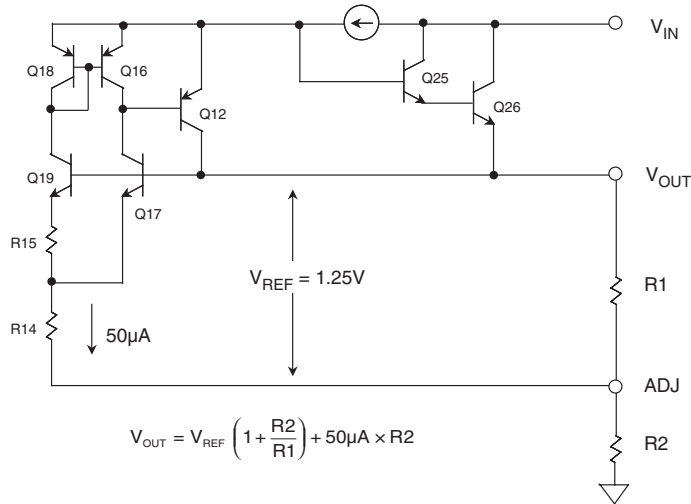 V_IN
Q18
Q16
Q25
Q26
Q12
Q19
Q17
V_OUT
R15
V_REF = 1.25V
R1
R14
50µA
ADJ
V_OUT = V_REF (1 + R2/R1) + 50µA × R2
R2